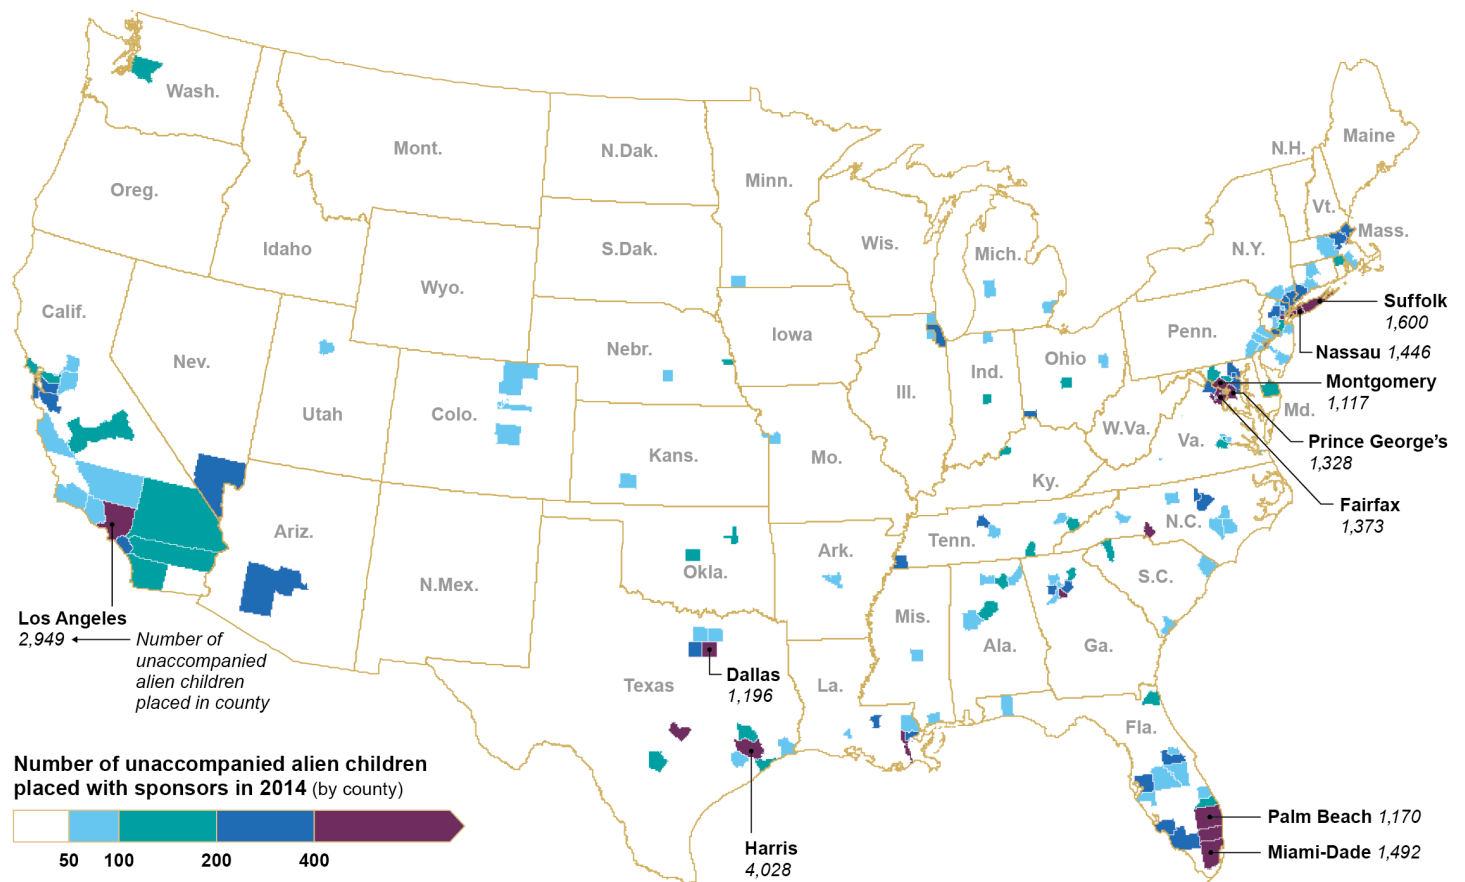 Wash.
Mont.
N.Dak.
Minn.
Maine
N.H.
Vt.
Mass.
Oreg.
Idaho
S.Dak.
Wis.
Mich.
N.Y.
Wyo.
Calif.
Nev.
Nebr.
Iowa
Penn.
Suffolk
1,600
Nassau 1,446
Ohio
Ind.
Ill.
Montgomery
1,117
Utah
Colo.
Md.
W.Va.
Va.
Prince George's
1,328
Kans.
Mo.
Ky.
Fairfax
1,373
Ariz.
N.Mex.
Okla.
Ark.
Tenn.
N.C.
S.C.
Los Angeles
2,949
Number of
unaccompanied
alien children
placed in county
Mis.
Ala.
Ga.
Dallas
1,196
Texas
La.
Fla.
Number of unaccompanied alien children
placed with sponsors in 2014 (by county)
50 100 200 400
Harris
4,028
Palm Beach 1,170
Miami-Dade 1,492